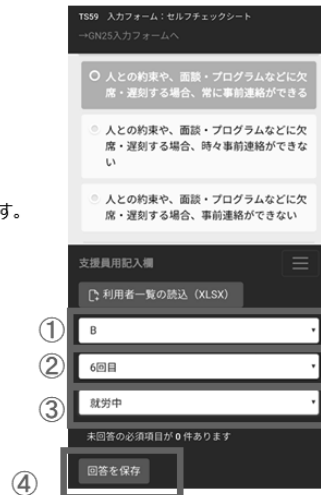 TS59 入力フォーム：セルフチェックシート
→GN25入力フォームへ
人との約束や、面談・プログラムなどに欠
席・遅刻する場合、常に事前連絡ができる
人との約束や、面談・プログラムなどに欠
席・遅刻する場合、時々事前連絡ができな
い
す。
人との約束や、面談・プログラムなどに欠
席・遅刻する場合、事前連絡ができない
支援員用記入欄
利用者一覧の読込（XLSX）
① B
② 6回目
③ 就労中
未回答の必須項目が 0 件あります
④ 回答を保存